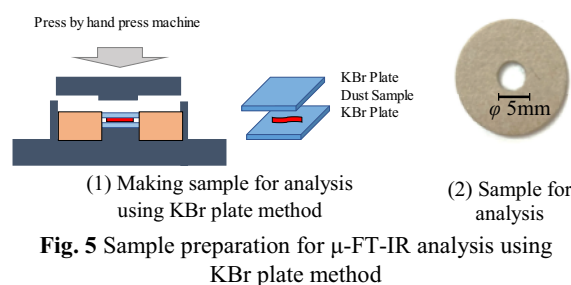 Press by hand press machine
KBr Plate
Dust Sample
KBr Plate
φ 5mm
(1) Making sample for analysis
using KBr plate method
(2) Sample for
analysis
Fig. 5 Sample preparation for μ-FT-IR analysis using
KBr plate method